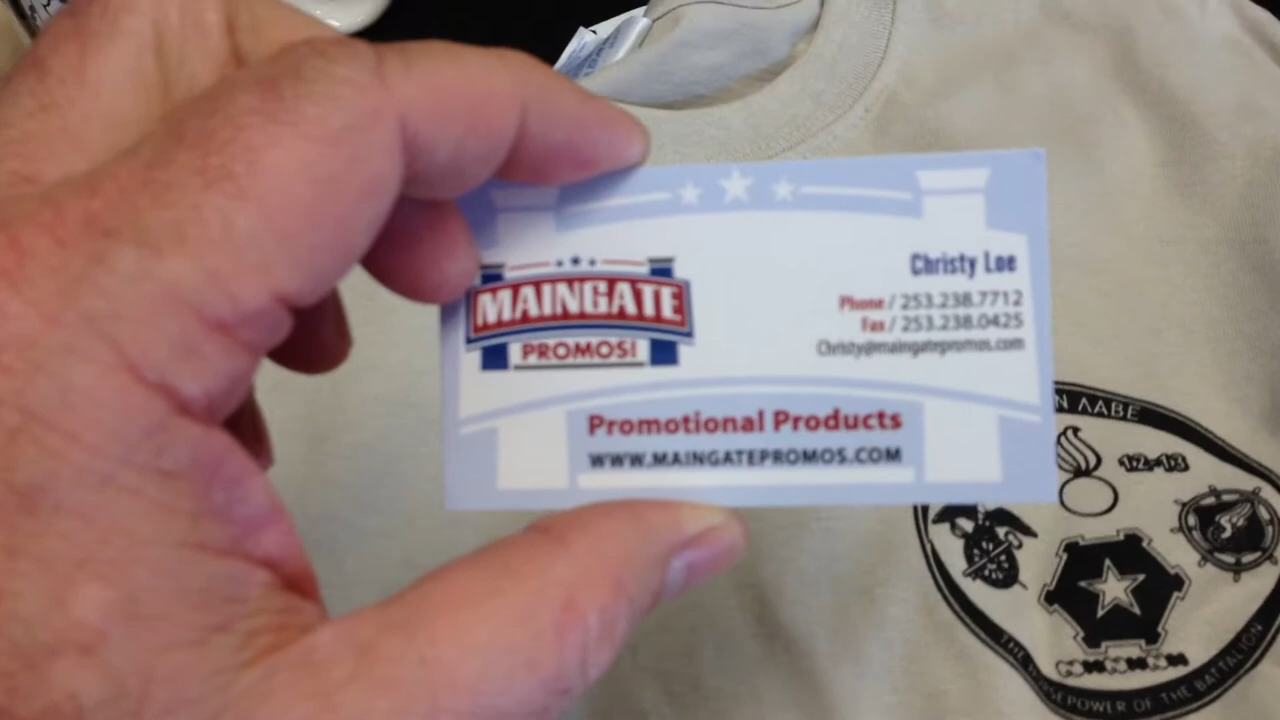 MAINGATE
PROMOS!
Christy Loe
Phone / 253.238.7712
Fax / 253.238.0425
Christy@maingatepromos.com
Promotional Products
WWW.MAINGATEPROMOS.COM
N ΛΑΒΕ
12-13
THE HORSEPOWER OF THE BATTALION